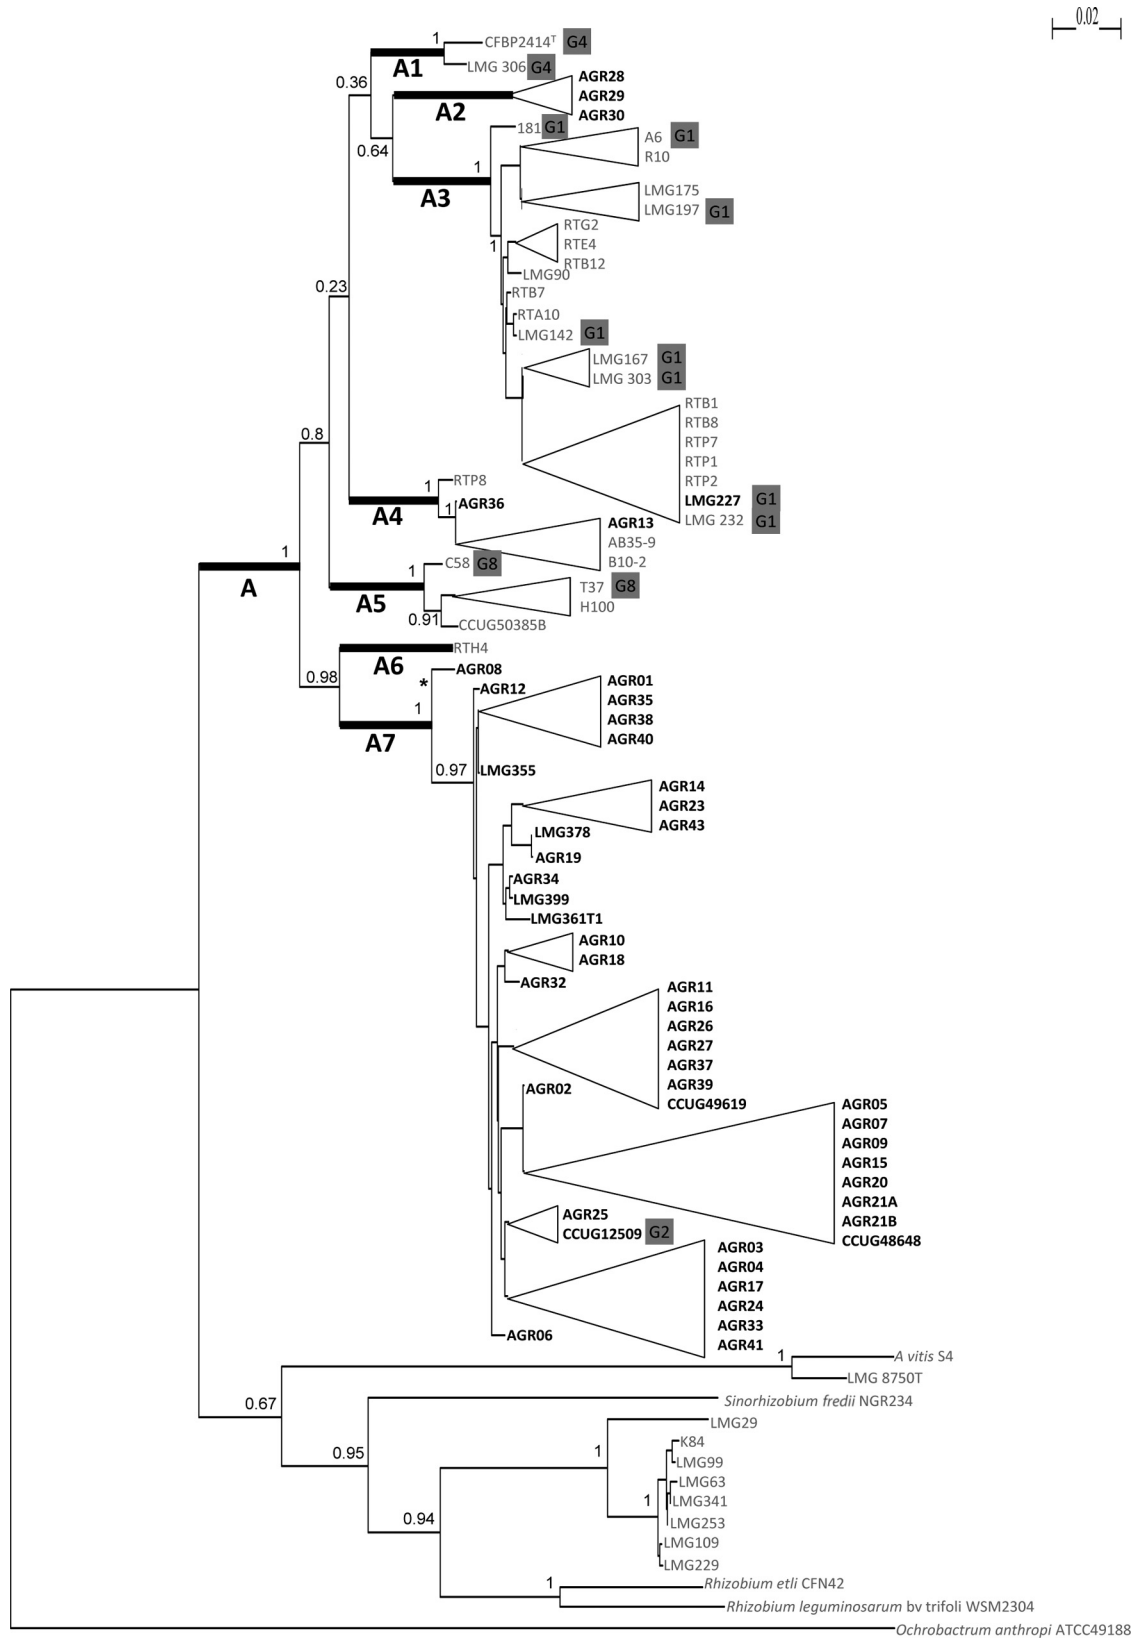 0.02
1
CFBP2414ᵀ G4
LMG 306 G4
A1
0.36
AGR28
AGR29
AGR30
A2
0.64
181 G1
A6 G1
R10
1
A3
LMG175
LMG197 G1
RTG2
RTE4
RTB12
1
LMG90
0.23
RTB7
RTA10
LMG142 G1
LMG167 G1
LMG 303 G1
RTB1
RTB8
RTP7
RTP1
RTP2
LMG227 G1
LMG 232 G1
0.8
RTP8
1
AGR36
A4
1
AGR13
AB35-9
B10-2
1
A
C58 G8
1
T37 G8
H100
A5
0.91
CCUG50385B
RTH4
A6
0.98
AGR08
*
AGR12
1
A7
AGR01
AGR35
AGR38
AGR40
0.97
LMG355
AGR14
AGR23
AGR43
LMG378
AGR19
AGR34
LMG399
LMG361T1
AGR10
AGR18
AGR32
AGR11
AGR16
AGR26
AGR27
AGR37
AGR39
CCUG49619
AGR02
AGR05
AGR07
AGR09
AGR15
AGR20
AGR21A
AGR21B
CCUG48648
AGR25
CCUG12509 G2
AGR03
AGR04
AGR17
AGR24
AGR33
AGR41
AGR06
1
A vitis S4
LMG 8750T
0.67
Sinorhizobium fredii NGR234
LMG29
0.95
1
K84
LMG99
LMG63
1
LMG341
LMG253
0.94
LMG109
LMG229
1
Rhizobium etli CFN42
Rhizobium leguminosarum bv trifoli WSM2304
Ochrobactrum anthropi ATCC49188